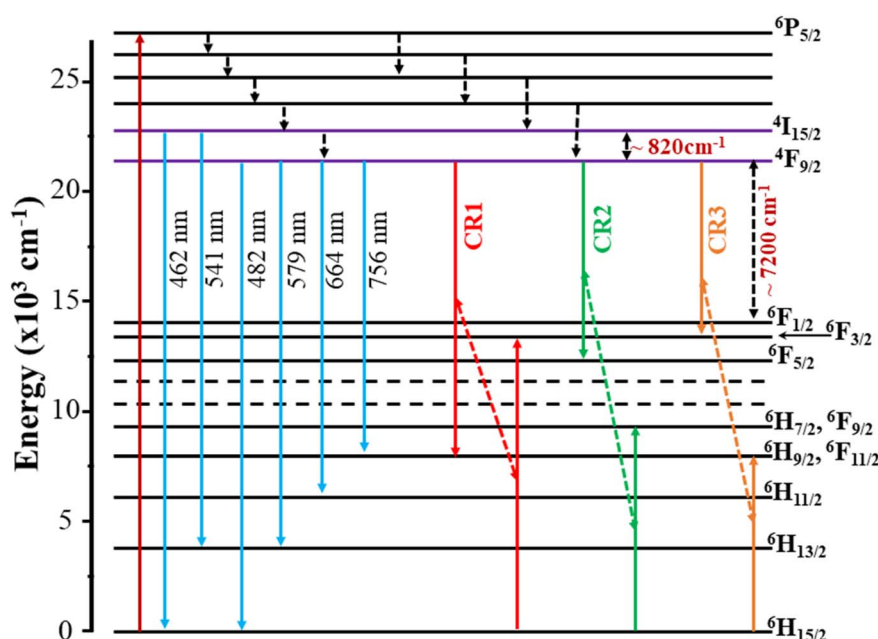 Energy (x10³ cm⁻¹)
25
20
15
10
5
0
462 nm
541 nm
482 nm
579 nm
664 nm
756 nm
CR1
CR2
CR3
~ 820cm⁻¹
~ 7200 cm⁻¹
⁶P₅/₂
⁴I₁₅/₂
⁴F₉/₂
⁶F₁/₂
⁶F₃/₂
⁶F₅/₂
⁶H₇/₂, ⁶F₉/₂
⁶H₉/₂, ⁶F₁₁/₂
⁶H₁₁/₂
⁶H₁₃/₂
⁶H₁₅/₂